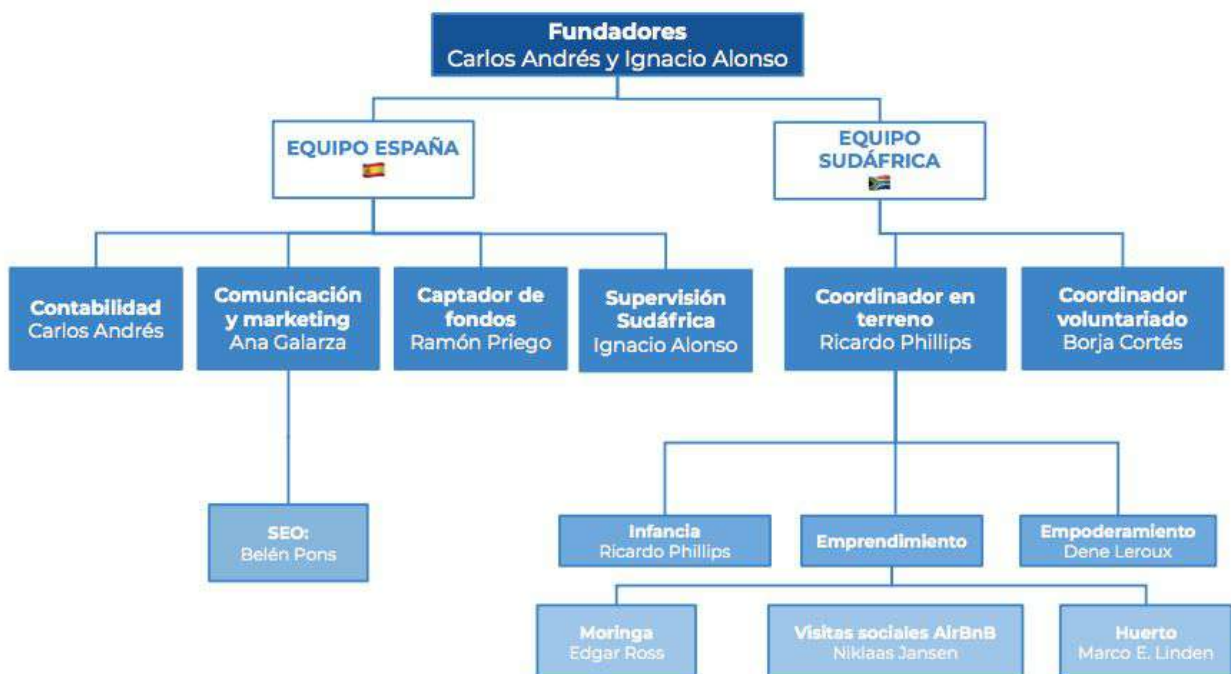 Fundadores
Carlos Andrés y Ignacio Alonso
EQUIPO ESPAÑA
EQUIPO
SUDÁFRICA
Contabilidad
Carlos Andrés
Comunicación
y marketing
Ana Galarza
Captador de
fondos
Ramón Priego
Supervisión
Sudáfrica
Ignacio Alonso
Coordinador en
terreno
Ricardo Phillips
Coordinador
voluntariado
Borja Cortés
SEO:
Belén Pons
Infancia
Ricardo Phillips
Emprendimiento
Empoderamiento
Dene Leroux
Moringa
Edgar Ross
Visitas sociales AirBnB
Niklaas Jansen
Huerto
Marco E. Linden